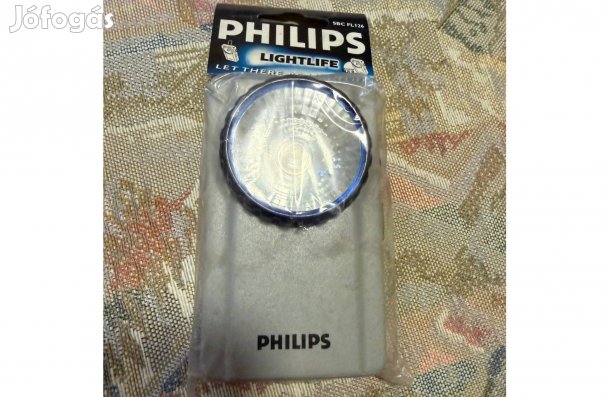 Jófogás
SBC FL126
PHILIPS
LIGHTLIFE
LET THERE
PHILIPS